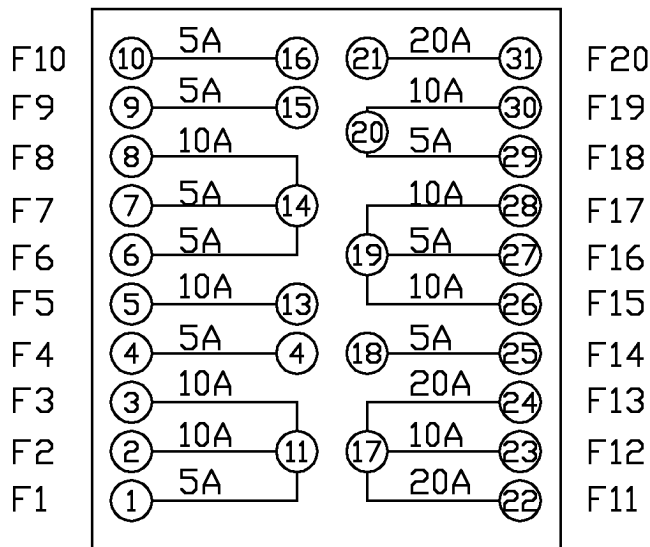 F10 10 5A 16 21 20A 31 F20
F9 9 5A 15 10A 30 F19
F8 8 10A 20 5A 29 F18
F7 7 5A 14 10A 28 F17
F6 6 5A 19 5A 27 F16
F5 5 10A 13 10A 26 F15
F4 4 5A 4 18 5A 25 F14
F3 3 10A 20A 24 F13
F2 2 10A 11 17 10A 23 F12
F1 1 5A 20A 22 F11